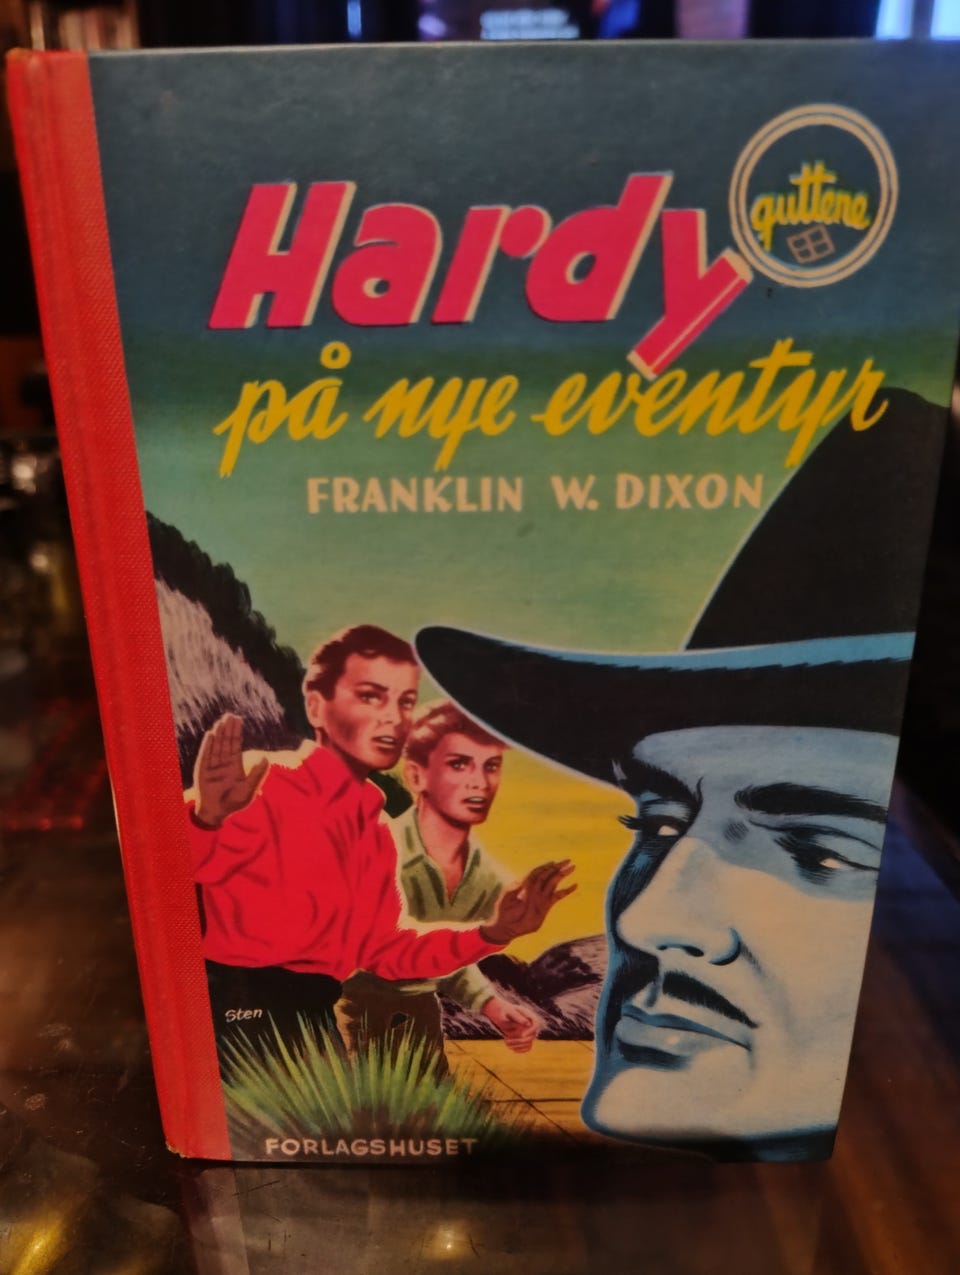 Hardy
guttene
på nye eventyr
FRANKLIN W. DIXON
Sten
FORLAGSHUSET